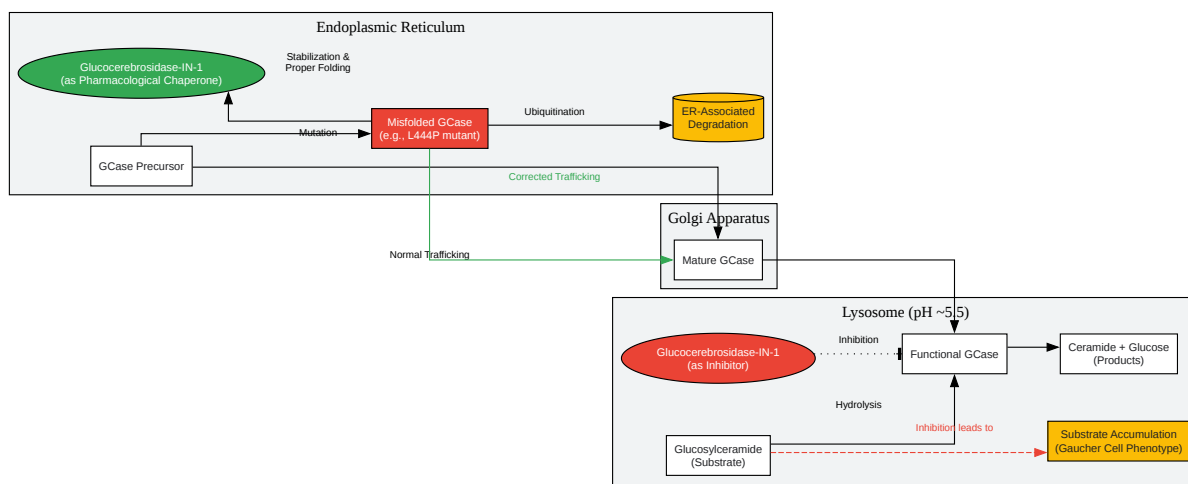 Endoplasmic Reticulum
Glucocerebrosidase-IN-1
(as Pharmacological Chaperone)
Stabilization &
Proper Folding
Misfolded GCase
(e.g., L444P mutant)
Ubiquitination
ER-Associated
Degradation
Mutation
GCase Precursor
Corrected Trafficking
Golgi Apparatus
Normal Trafficking
Mature GCase
Lysosome (pH ~5.5)
Glucocerebrosidase-IN-1
(as Inhibitor)
Inhibition
Functional GCase
Ceramide + Glucose
(Products)
Hydrolysis
Inhibition leads to
Glucosylceramide
(Substrate)
Substrate Accumulation
(Gaucher Cell Phenotype)